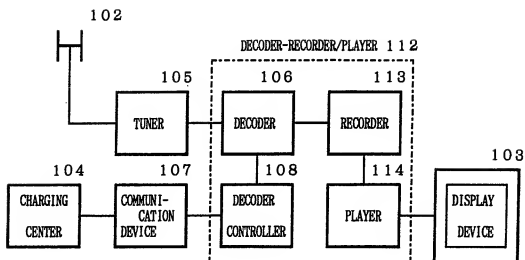 102
DECODER-RECORDER/PLAYER 112
105
106
113
TUNER
DECODER
RECORDER
103
104
107
108
114
CHARGING
CENTER
COMMUNI-
CATION
DEVICE
DECODER
CONTROLLER
PLAYER
DISPLAY
DEVICE